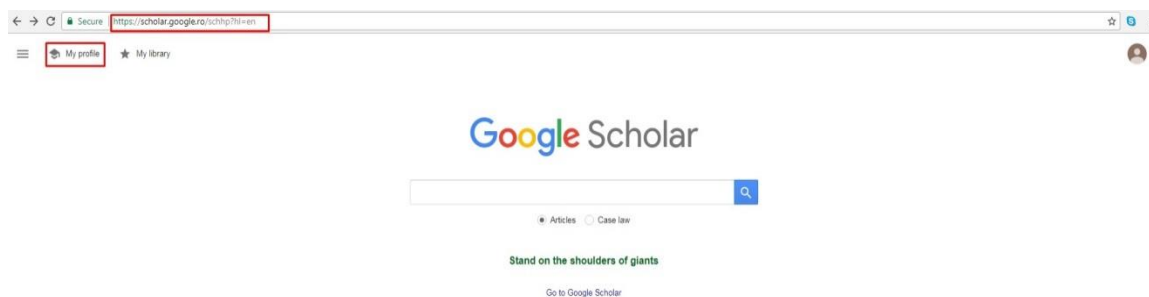 Secure https://scholar.google.ro/schhp?hl=en
My profile My library
Google Scholar
Articles Case law
Stand on the shoulders of giants
Go to Google Scholar